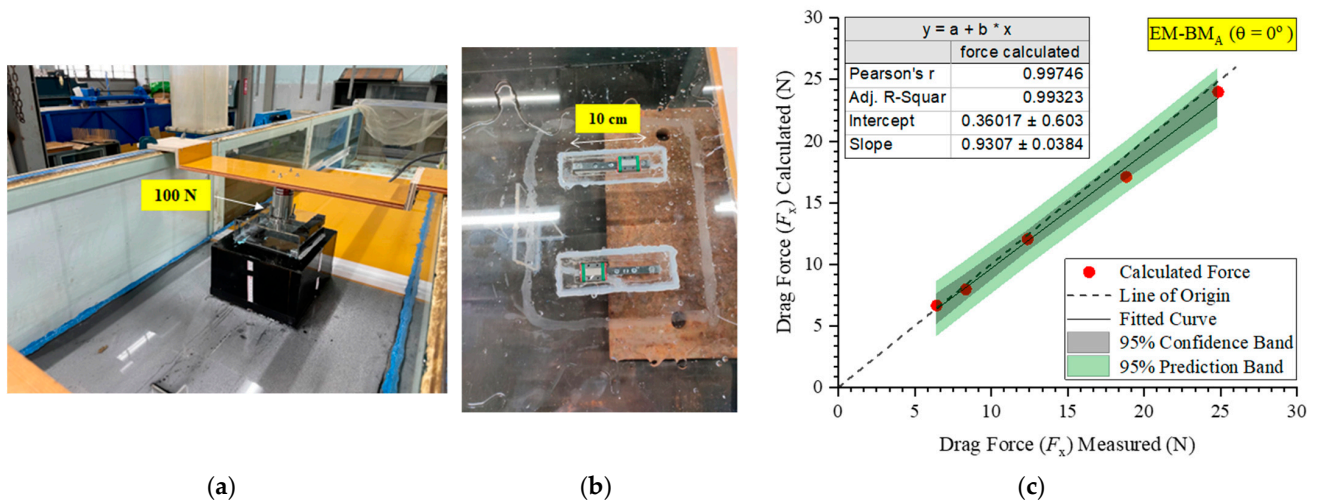 100 N
(a)
10 cm
(b)
(c)
y = a + b * x
force calculated
Pearson's r 0.99746
Adj. R-Squar 0.99323
Intercept 0.36017 ± 0.603
Slope 0.9307 ± 0.0384
EM-BM_A (θ = 0°)
Drag Force (F_x) Calculated (N)
30
25
20
15
10
5
0
Calculated Force
Line of Origin
Fitted Curve
95% Confidence Band
95% Prediction Band
0 5 10 15 20 25 30
Drag Force (F_x) Measured (N)